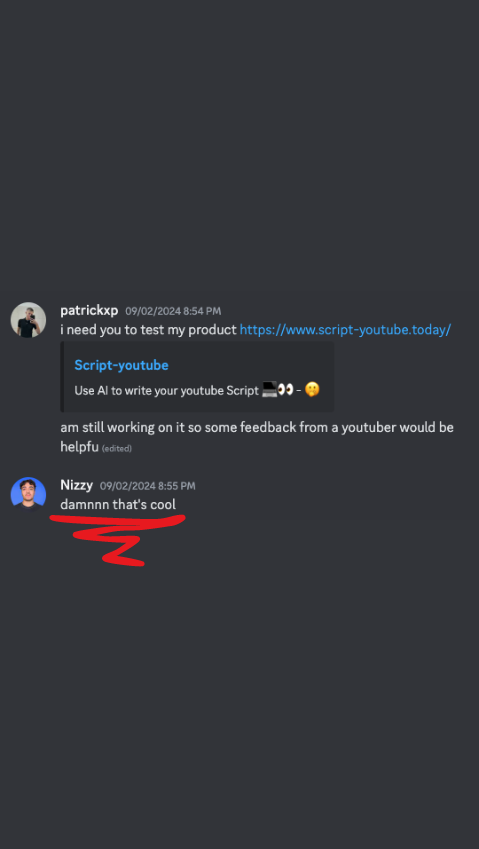 patrickxp 09/02/2024 8:54 PM
i need you to test my product https://www.script-youtube.today/
Script-youtube
Use AI to write your youtube Script 💻👀 - 🤫
am still working on it so some feedback from a youtuber would be
helpfu (edited)
Nizzy 09/02/2024 8:55 PM
damnnn that's cool